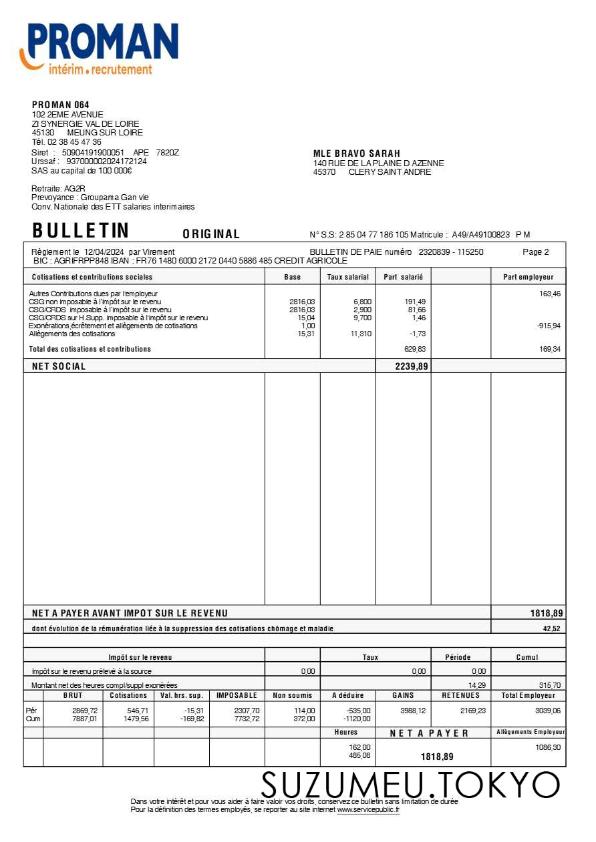 PROMAN
intérim.recrutement
PROMAN 064
102 2EME AVENUE
ZI SYNERGIE VAL DE LOIRE
45130 MEUNG SUR LOIRE
Tél. 02 38 45 47 36
Siret : 50904191900051 APE 7820Z
Urssaf : 937000002024172124
SAS au capital de 100 000€
MLE BRAVO SARAH
140 RUE DE LA PLAINE D AZENNE
45370 CLERY SAINT ANDRE
Retraite: AG2R
Prevoyance : Groupama Gan vie
Conv. Nationale des ETT salaries interimaires
BULLETIN ORIGINAL N° S.S: 2 85 04 77 186 105 Matricule : A49/A49100823 P M
Réglement le 12/04/2024 par Virement BULLETIN DE PAIE numéro 2320839 - 115250 Page 2
BIC : AGRIFRPP848 IBAN : FR76 1480 6000 2172 0440 5886 485 CREDIT AGRICOLE
Cotisations et contributions sociales Base Taux salarial Part salarié Part employeur
Autres Contributions dues par l'employeur 163,46
CSG non imposable à l'impôt sur le revenu 2816,03 6,800 191,49
CSG/CRDS imposable à l'impôt sur le revenu 2816,03 2,900 81,66
CSG/CRDS sur H.Supp. imposable à l'impôt sur le revenu 15,04 9,700 1,46
Exonérations,écrêtement et allègements de cotisations 1,00 -915,94
Allégements des cotisations 15,31 11,310 -1,73
Total des cotisations et contributions 629,83 169,34
NET SOCIAL 2239,89
NET A PAYER AVANT IMPOT SUR LE REVENU 1818,89
dont évolution de la rémunération liée à la suppression des cotisations chômage et maladie 42,52
Impôt sur le revenu Taux Période Cumul
Impôt sur le revenu prélevé à la source 0,00 0,00 0,00
Montant net des heures compl/suppl exonérées 14,29 315,70
BRUT Cotisations Val. hrs. sup. IMPOSABLE Non soumis A déduire GAINS RETENUES Total Employeur
Pér 2869,72 546,71 -15,31 2307,70 114,00 -535,00 3988,12 2169,23 3039,06
Cum 7887,01 1479,56 -169,82 7732,72 372,00 -1120,00
Heures NET A PAYER Allègements Employeur
162,00 1086,30
485,08 1818,89
SUZUMEU.TOKYO
Dans votre intérêt et pour vous aider à faire valoir vos droits, conservez ce bulletin sans limitation de durée
Pour la définition des termes employés, se reporter au site internet www.servicepublic.fr